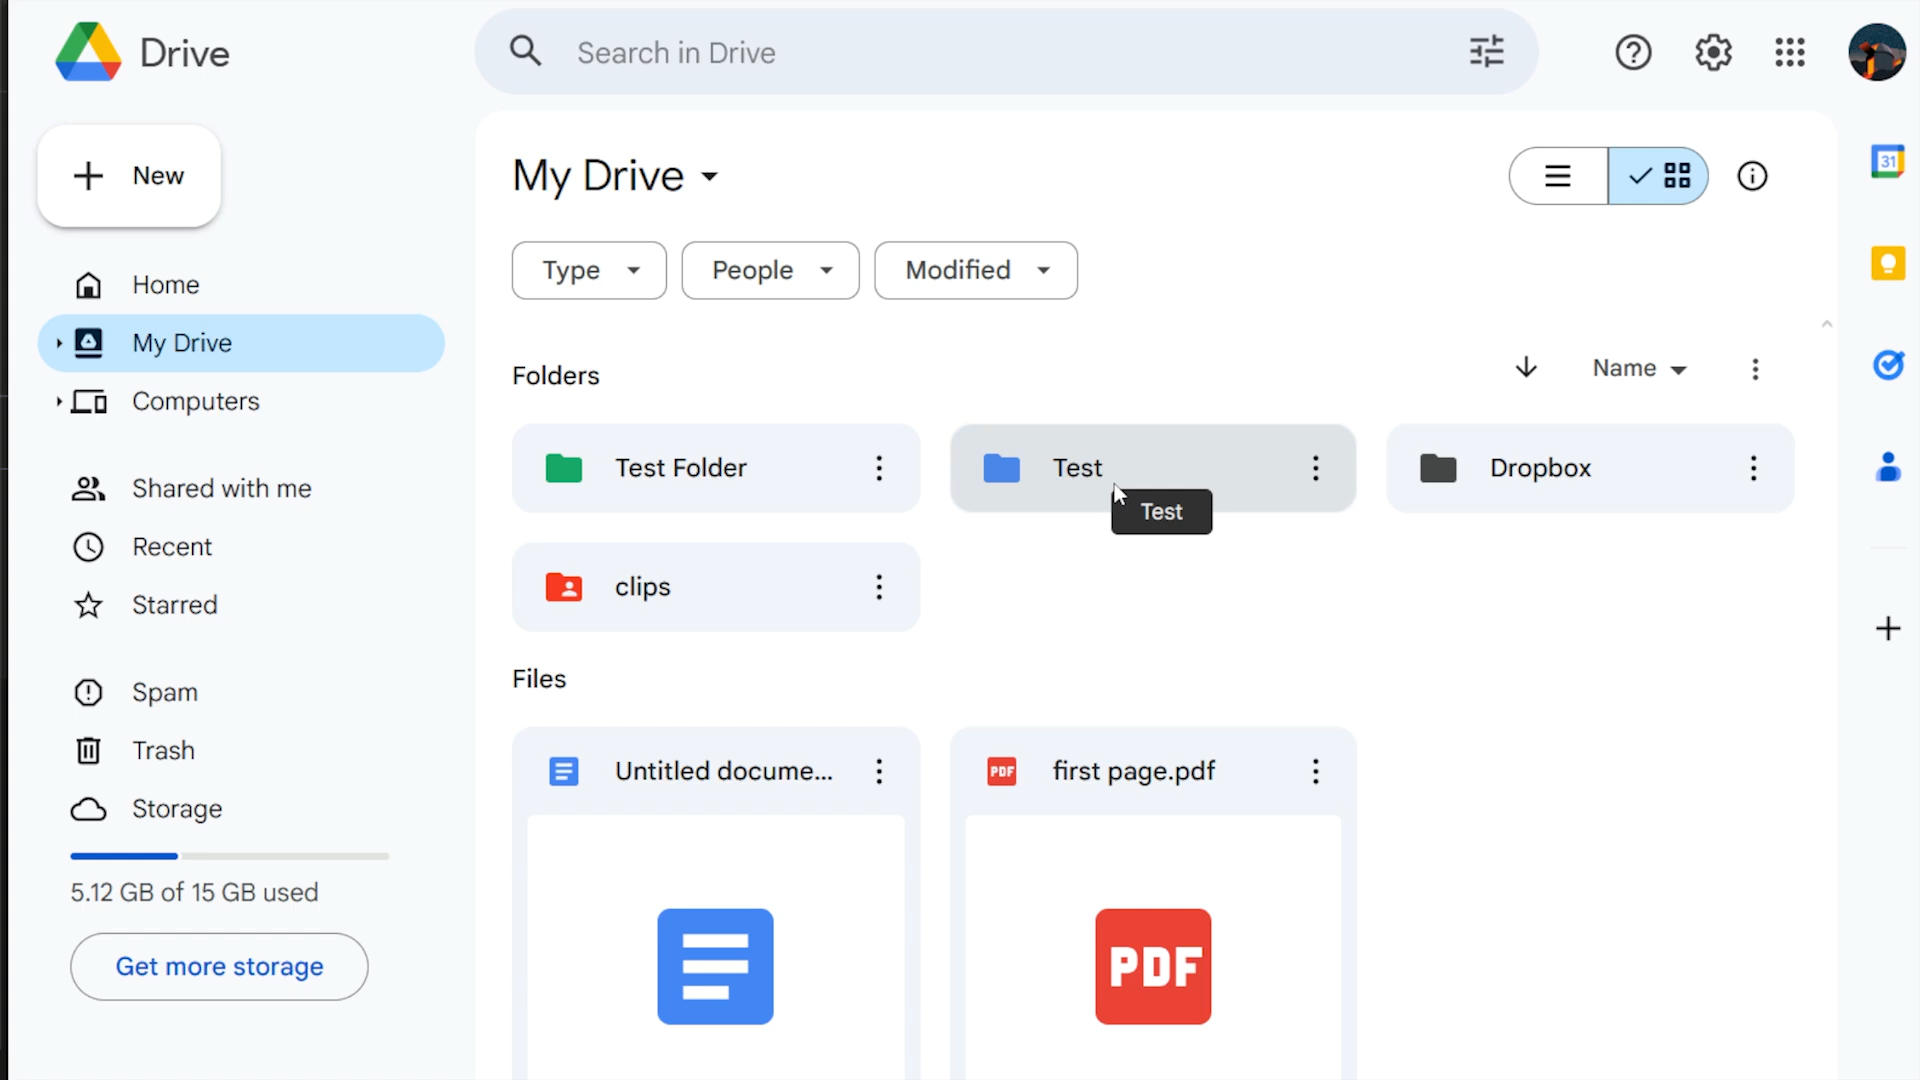 Drive
Search in Drive
New
My Drive
31
Type
People
Modified
Home
My Drive
Computers
Folders
Name
Test Folder
Test
Dropbox
Test
Shared with me
Recent
clips
Starred
Files
Spam
Trash
Untitled docume...
PDF
first page.pdf
Storage
5.12 GB of 15 GB used
Get more storage
PDF